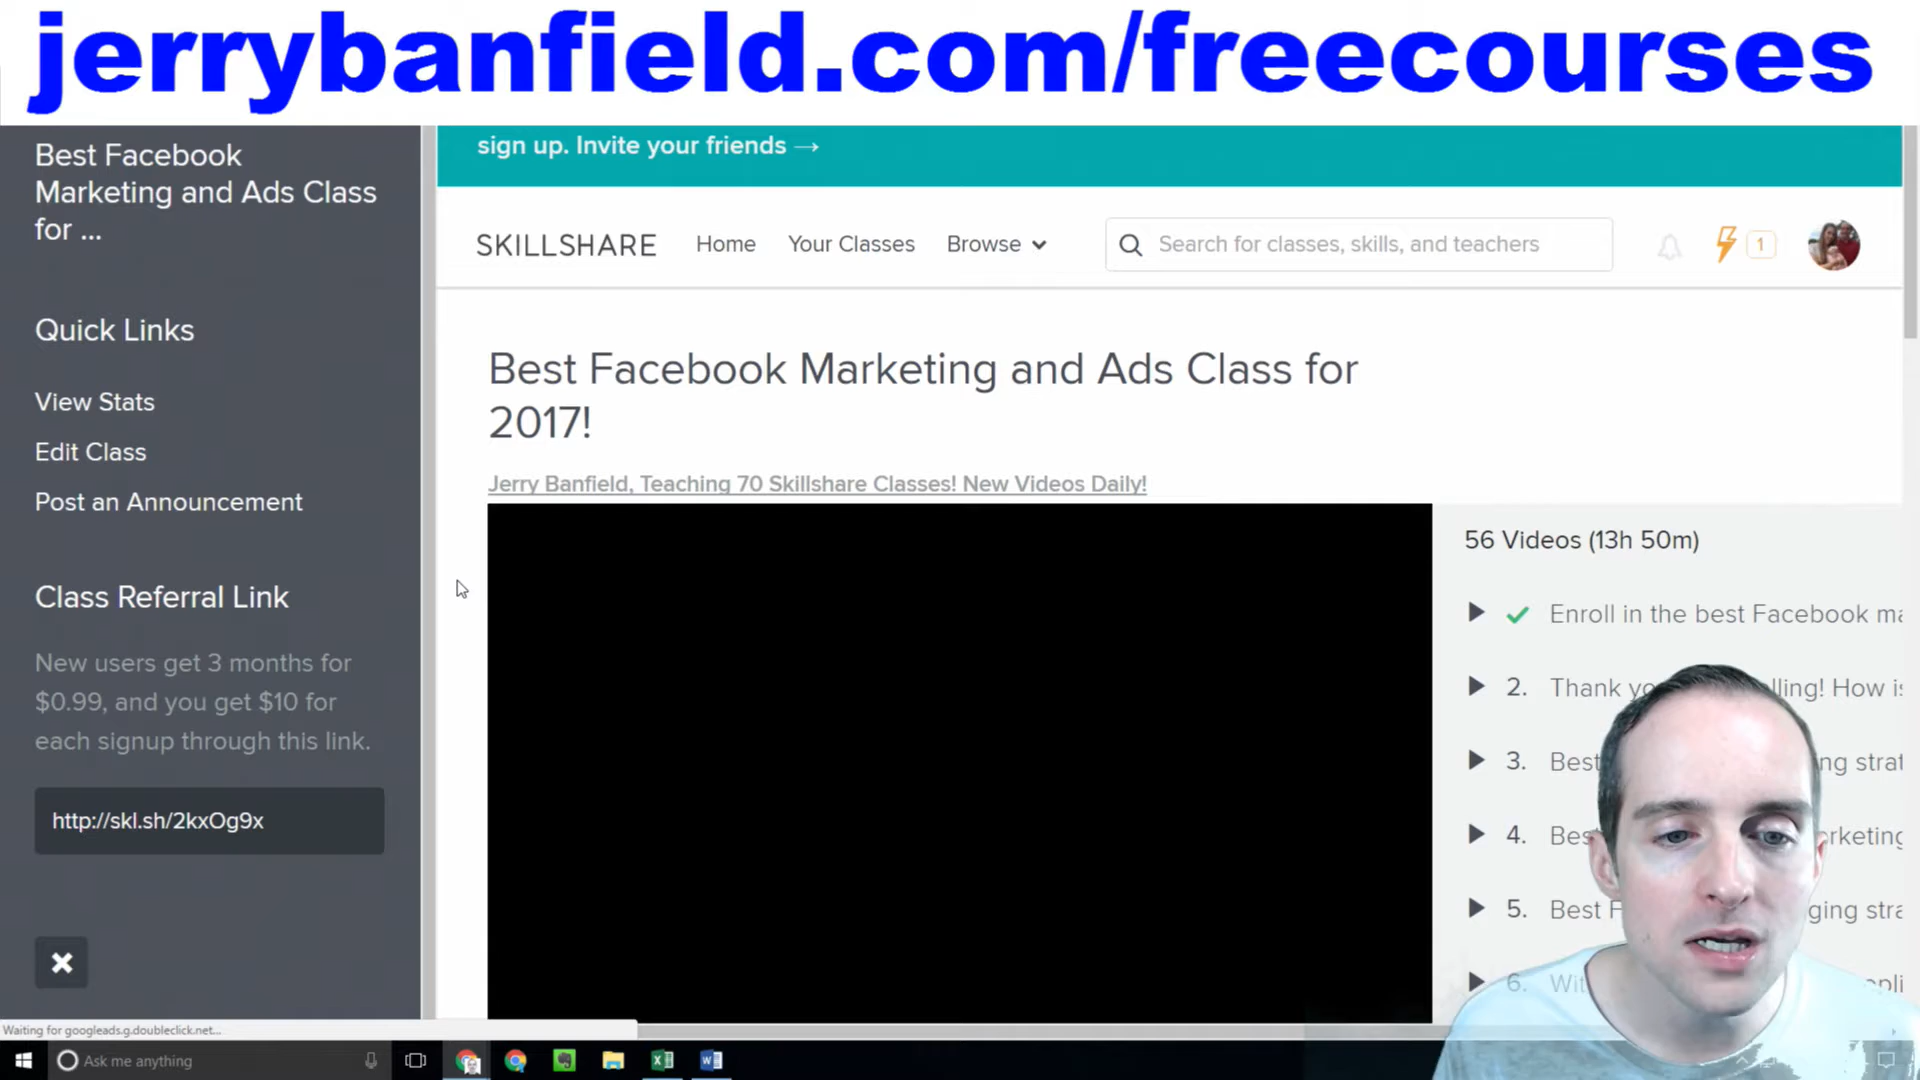 jerrybanfield.com/freecourses
Best Facebook
Marketing and Ads Class
for ...
Quick Links
View Stats
Edit Class
Post an Announcement
Class Referral Link
New users get 3 months for
$0.99, and you get $10 for
each signup through this link.
http://skl.sh/2kxOg9x
sign up. Invite your friends →
SKILLSHARE
Home
Your Classes
Browse
Search for classes, skills, and teachers
1
Best Facebook Marketing and Ads Class for
2017!
Jerry Banfield, Teaching 70 Skillshare Classes! New Videos Daily!
56 Videos (13h 50m)
Enroll in the best Facebook
2. Thank
How
3. Best
4.
5. Best
6.
Waiting for googleads.g.doubleclick.net...
Ask me anything